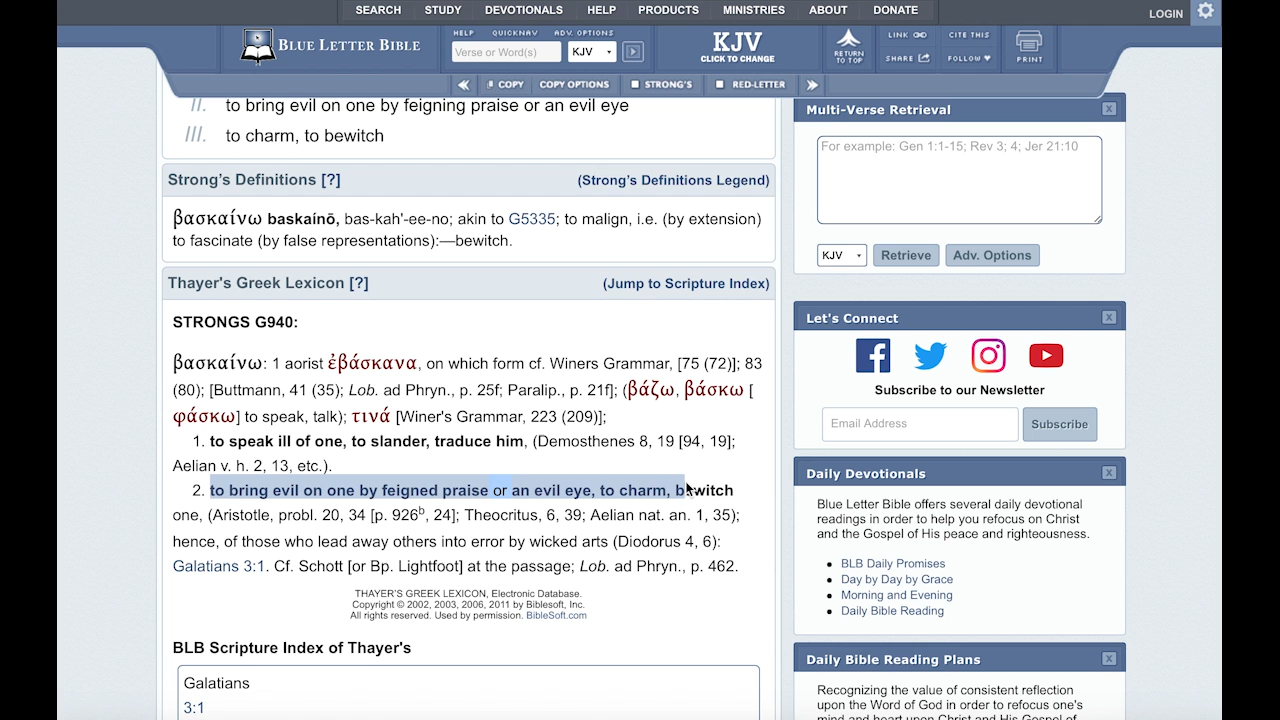 SEARCH STUDY DEVOTIONALS HELP PRODUCTS MINISTRIES ABOUT DONATE LOGIN
BLUE LETTER BIBLE
HELP QUICKNAV ADV. OPTIONS
Verse or Word(s) KJV
KJV
CLICK TO CHANGE
RETURN
TO TOP
LINK CITE THIS
SHARE FOLLOW
PRINT
COPY COPY OPTIONS STRONG'S RED-LETTER
II. to bring evil on one by feigning praise or an evil eye
III. to charm, to bewitch
Strong’s Definitions [?] (Strong’s Definitions Legend)
βασκαίνω baskaínō, bas-kah'-ee-no; akin to G5335; to malign, i.e. (by extension)
to fascinate (by false representations):—bewitch.
Thayer's Greek Lexicon [?] (Jump to Scripture Index)
STRONGS G940:
βασκαίνω: 1 aorist ἐβάσκανα, on which form cf. Winers Grammar, [75 (72)]; 83
(80); [Buttmann, 41 (35); Lob. ad Phryn., p. 25f; Paralip., p. 21f]; (βάζω, βάσκω [
φάσκω] to speak, talk); τινά [Winer's Grammar, 223 (209)];
1. to speak ill of one, to slander, traduce him, (Demosthenes 8, 19 [94, 19];
Aelian v. h. 2, 13, etc.).
2. to bring evil on one by feigned praise or an evil eye, to charm, bewitch
one, (Aristotle, probl. 20, 34 [p. 926b, 24]; Theocritus, 6, 39; Aelian nat. an. 1, 35);
hence, of those who lead away others into error by wicked arts (Diodorus 4, 6):
Galatians 3:1. Cf. Schott [or Bp. Lightfoot] at the passage; Lob. ad Phryn., p. 462.
THAYER'S GREEK LEXICON, Electronic Database.
Copyright © 2002, 2003, 2006, 2011 by Biblesoft, Inc.
All rights reserved. Used by permission. BibleSoft.com
BLB Scripture Index of Thayer's
Galatians
3:1
Multi-Verse Retrieval X
For example: Gen 1:1-15; Rev 3; 4; Jer 21:10
KJV Retrieve Adv. Options
Let's Connect X
Subscribe to our Newsletter
Email Address Subscribe
Daily Devotionals X
Blue Letter Bible offers several daily devotional
readings in order to help you refocus on Christ
and the Gospel of His peace and righteousness.
BLB Daily Promises
Day by Day by Grace
Morning and Evening
Daily Bible Reading
Daily Bible Reading Plans X
Recognizing the value of consistent reflection
upon the Word of God in order to refocus one's
mind and heart upon Christ and His Gospel of